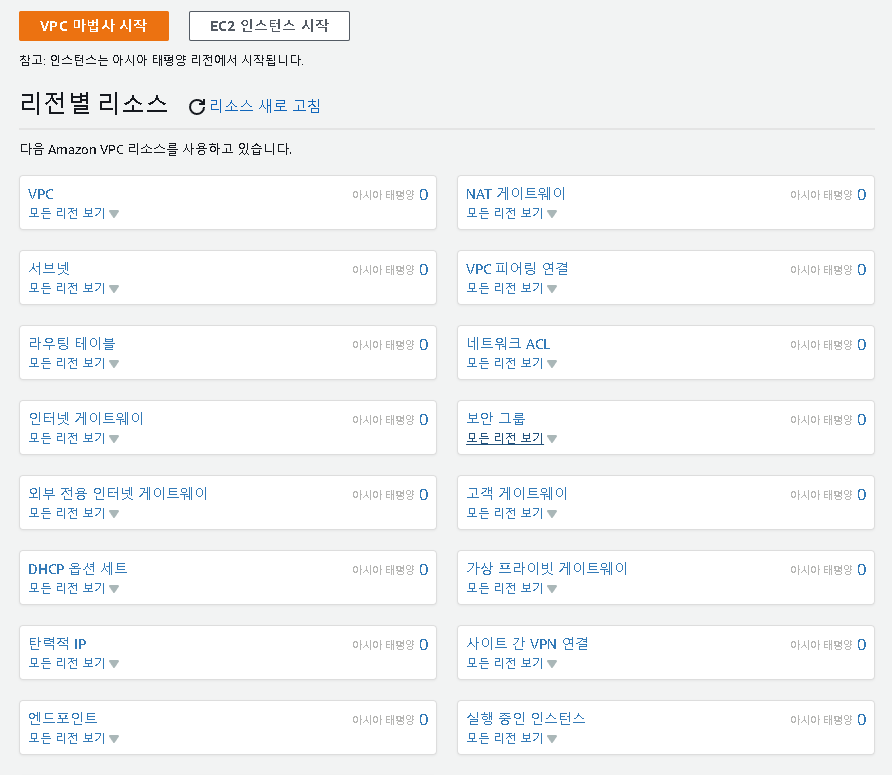 VPC 마법사 시작
EC2 인스턴스 시작
참고: 인스턴스는 아시아 태평양 리전에서 시작됩니다.
리전별 리소스
리소스 새로 고침
다음 Amazon VPC 리소스를 사용하고 있습니다.
VPC 아시아 태평양 0
모든 리전 보기
NAT 게이트웨이 아시아 태평양 0
모든 리전 보기
서브넷 아시아 태평양 0
모든 리전 보기
VPC 피어링 연결 아시아 태평양 0
모든 리전 보기
라우팅 테이블 아시아 태평양 0
모든 리전 보기
네트워크 ACL 아시아 태평양 0
모든 리전 보기
인터넷 게이트웨이 아시아 태평양 0
모든 리전 보기
보안 그룹 아시아 태평양 0
모든 리전 보기
외부 전용 인터넷 게이트웨이 아시아 태평양 0
모든 리전 보기
고객 게이트웨이 아시아 태평양 0
모든 리전 보기
DHCP 옵션 세트 아시아 태평양 0
모든 리전 보기
가상 프라이빗 게이트웨이 아시아 태평양 0
모든 리전 보기
탄력적 IP 아시아 태평양 0
모든 리전 보기
사이트 간 VPN 연결 아시아 태평양 0
모든 리전 보기
엔드포인트 아시아 태평양 0
모든 리전 보기
실행 중인 인스턴스 아시아 태평양 0
모든 리전 보기